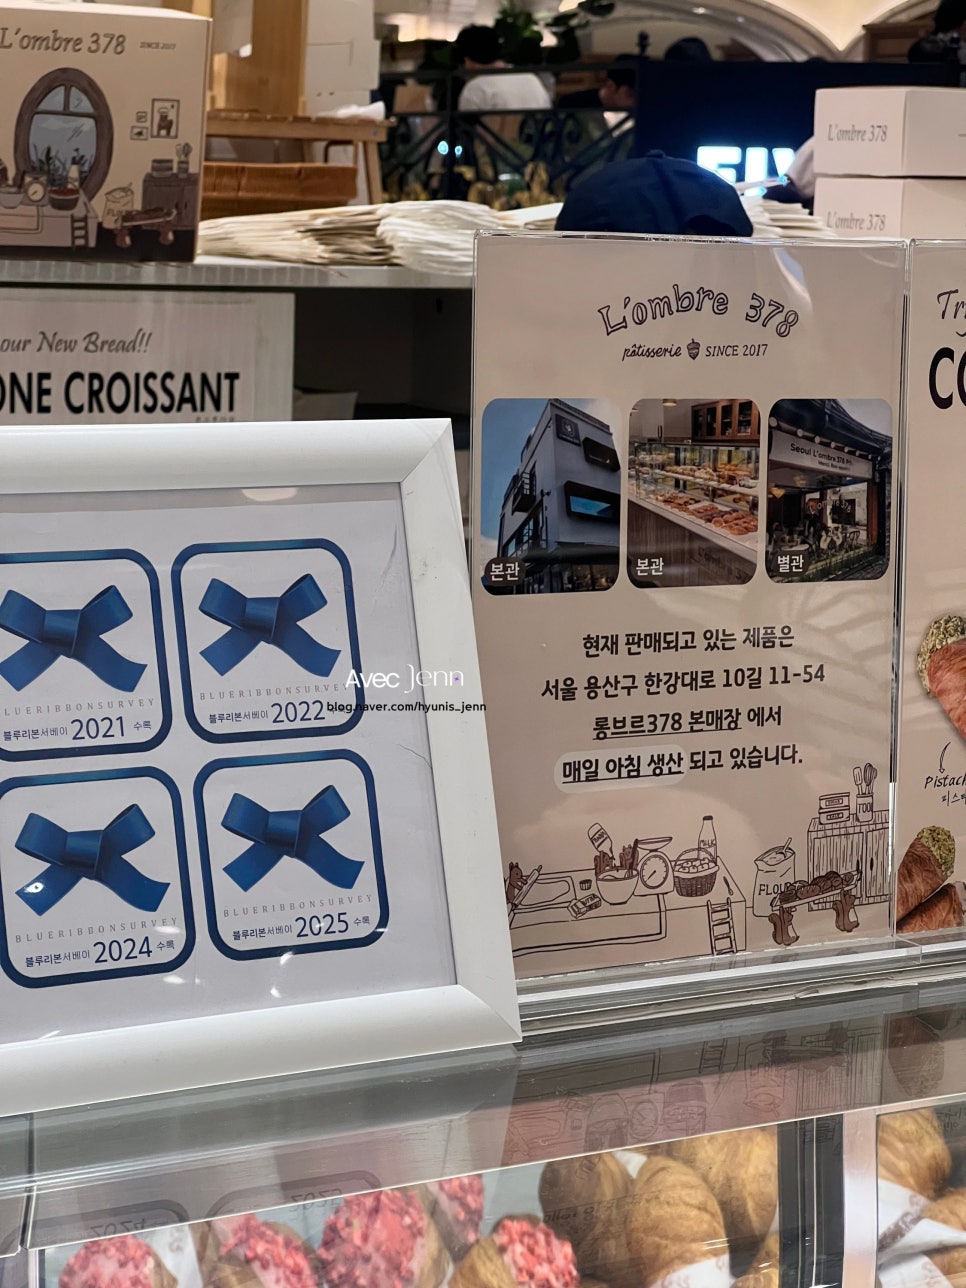 L'ombre 378 SINCE 2017
L'ombre 378
L'ombre 378
our New Bread!!
ONE CROISSANT
L'ombre 378
pâtisserie SINCE 2017
Seoul L'ombre 378
본관
본관
별관
현재 판매되고 있는 제품은
서울 용산구 한강대로 10길 11-54
롱브르378 본매장 에서
매일 아침 생산 되고 있습니다.
FLOUR
MILK
TOOL
BLUERIBBONSURVEY
블루리본서베이 2021 수록
BLUERIBBONSURVEY
블루리본서베이 2022
BLUERIBBONSURVEY
블루리본서베이 2024 수록
BLUERIBBONSURVEY
블루리본서베이 2025 수록
Avec Jenn
blog.naver.com/hyunis_jenn